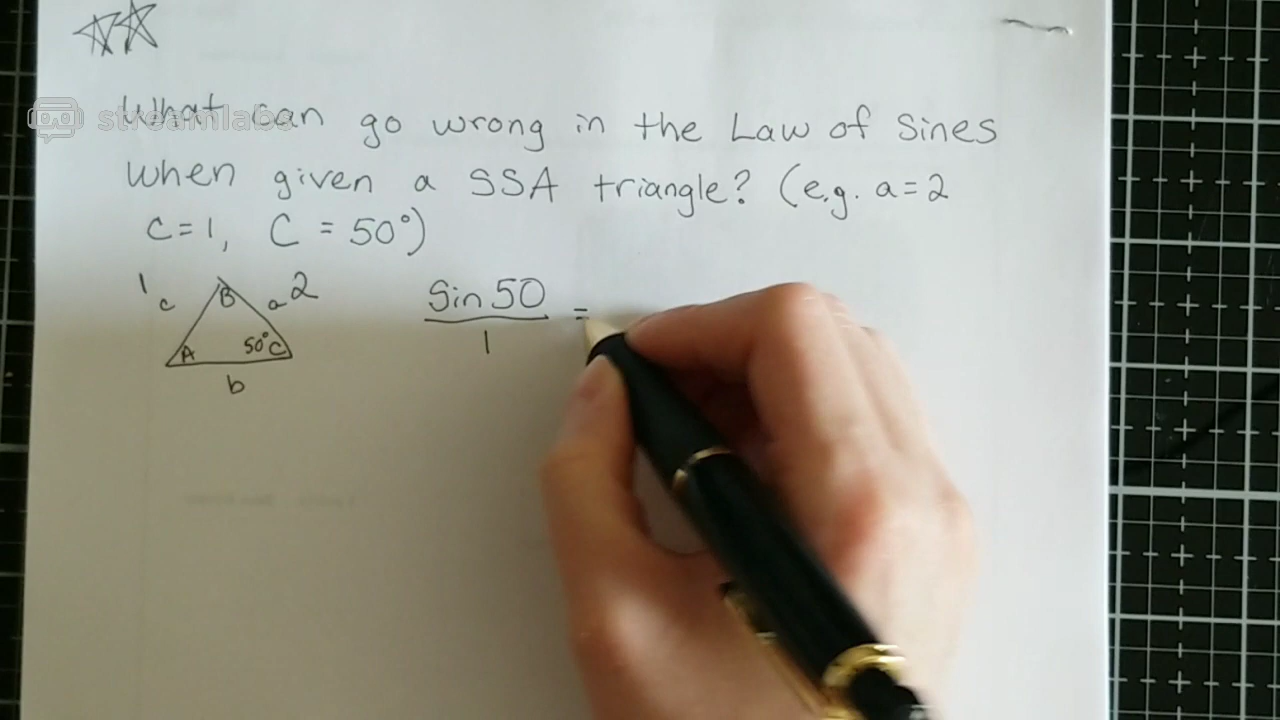 streamlabs
What can go wrong in the Law of Sines
when given a SSA triangle? (e.g. a=2
c=1, C = 50°)
1 c B a 2
A 50° C
b
Sin 50 =
1